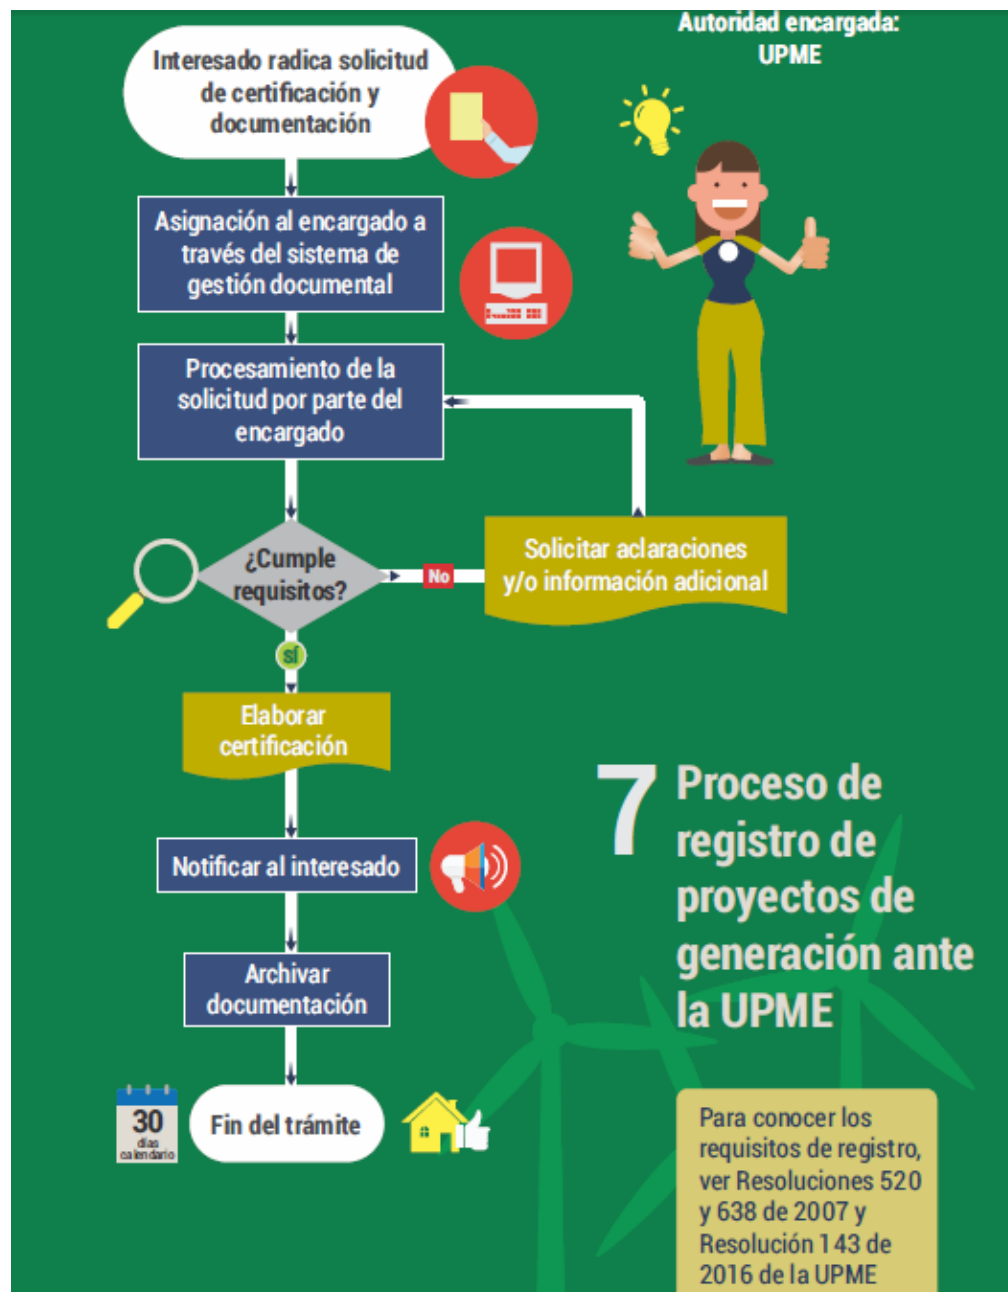 Autoridad encargada:
UPME
Interesado radica solicitud
de certificación y
documentación
Asignación al encargado a
través del sistema de
gestión documental
Procesamiento de la
solicitud por parte del
encargado
¿Cumple
requisitos?
No
Solicitar aclaraciones
y/o información adicional
SÍ
Elaborar
certificación
Notificar al interesado
Archivar
documentación
30
días
calendario
Fin del trámite
7
Proceso de
registro de
proyectos de
generación ante
la UPME
Para conocer los
requisitos de registro,
ver Resoluciones 520
y 638 de 2007 y
Resolución 143 de
2016 de la UPME